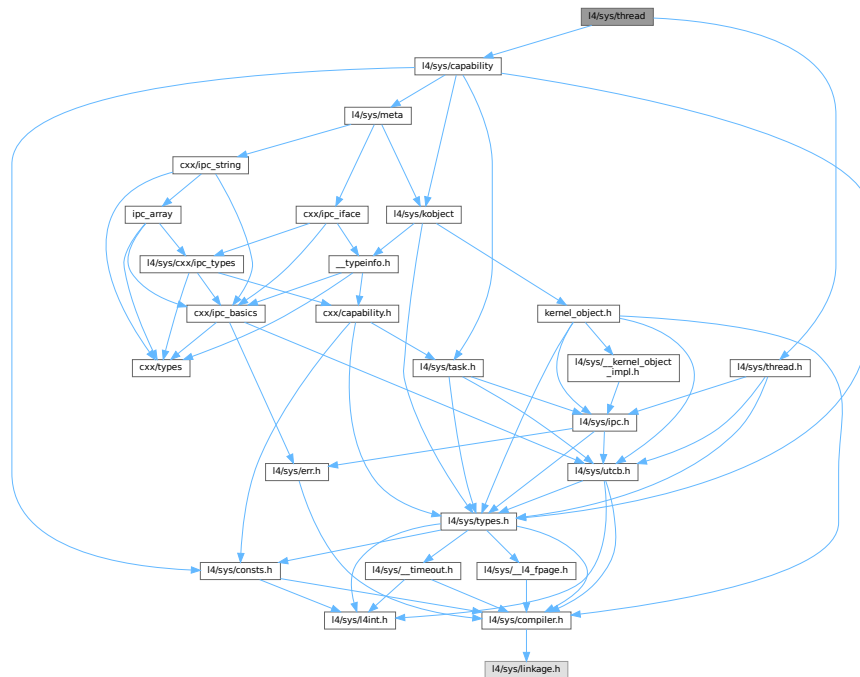 l4/sys/thread
l4/sys/capability
l4/sys/meta
cxx/ipc_string
ipc_array
cxx/ipc_iface
l4/sys/kobject
l4/sys/cxx/ipc_types
__typeinfo.h
cxx/ipc_basics
cxx/capability.h
kernel_object.h
cxx/types
l4/sys/task.h
l4/sys/__kernel_object
_impl.h
l4/sys/thread.h
l4/sys/ipc.h
l4/sys/err.h
l4/sys/utcb.h
l4/sys/types.h
l4/sys/consts.h
l4/sys/__timeout.h
l4/sys/__l4_fpage.h
l4/sys/l4int.h
l4/sys/compiler.h
l4/sys/linkage.h